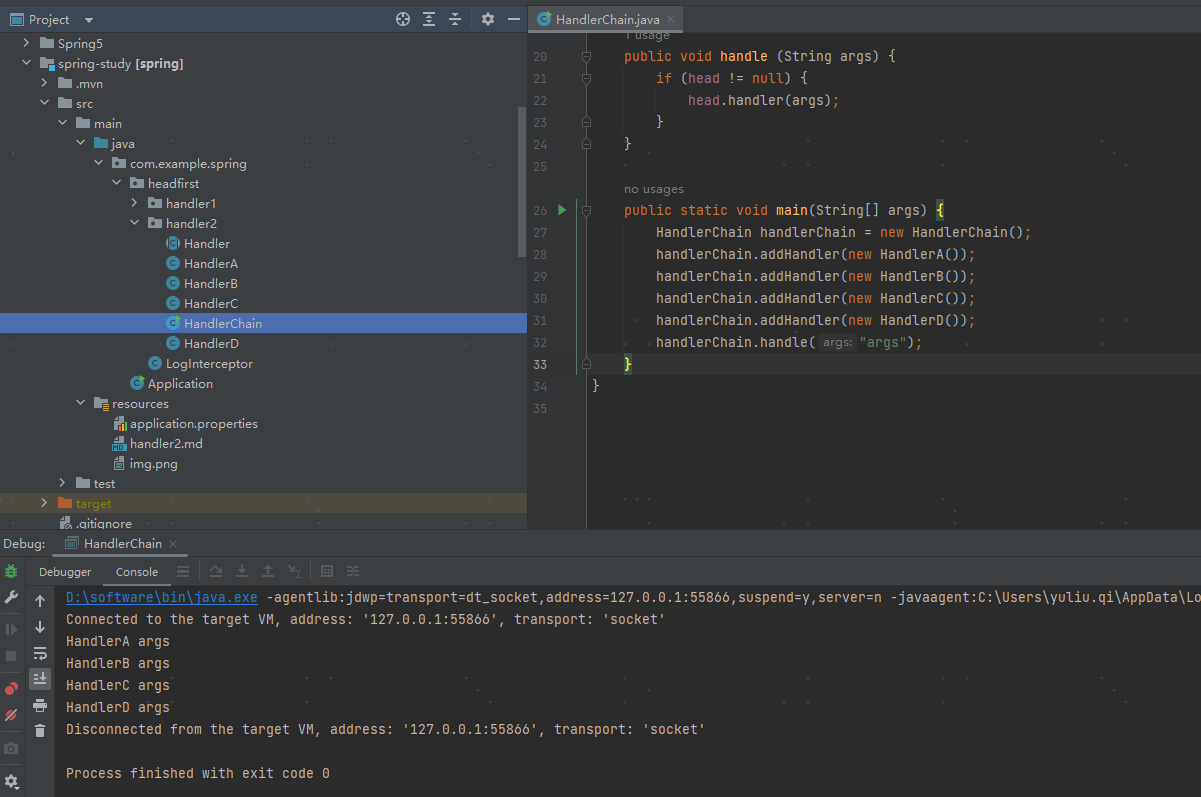 Project
HandlerChain.java
Spring5
spring-study [spring]
.mvn
src
main
java
com.example.spring
headfirst
handler1
handler2
Handler
HandlerA
HandlerB
HandlerC
HandlerChain
HandlerD
LogInterceptor
Application
resources
application.properties
handler2.md
img.png
test
target
.gitignore
1 usage
20 public void handle (String args) {
21 if (head != null) {
22 head.handler(args);
23 }
24 }
25
no usages
26 public static void main(String[] args) {
27 HandlerChain handlerChain = new HandlerChain();
28 handlerChain.addHandler(new HandlerA());
29 handlerChain.addHandler(new HandlerB());
30 handlerChain.addHandler(new HandlerC());
31 handlerChain.addHandler(new HandlerD());
32 handlerChain.handle( args: "args");
33 }
34 }
35
Debug: HandlerChain
Debugger Console
D:\software\bin\java.exe -agentlib:jdwp=transport=dt_socket,address=127.0.0.1:55866,suspend=y,server=n -javaagent:C:\Users\yuliu.qi\AppData\Lo
Connected to the target VM, address: '127.0.0.1:55866', transport: 'socket'
HandlerA args
HandlerB args
HandlerC args
HandlerD args
Disconnected from the target VM, address: '127.0.0.1:55866', transport: 'socket'
Process finished with exit code 0